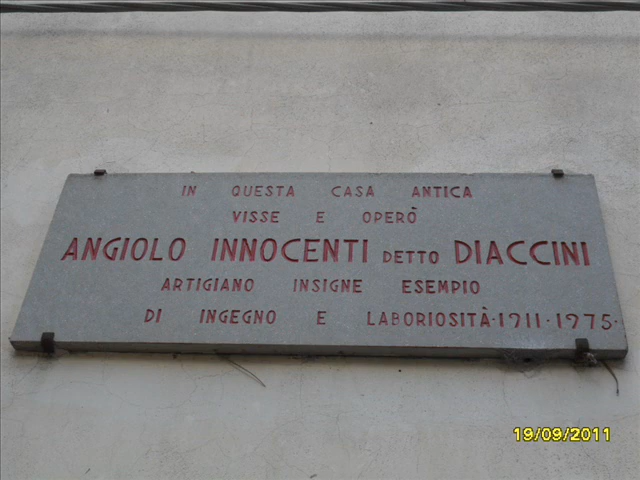 IN QUESTA CASA ANTICA
VISSE E OPERÒ
ANGIOLO INNOCENTI DETTO DIACCINI
ARTIGIANO INSIGNE ESEMPIO
DI INGEGNO E LABORIOSITÀ·1911·1975·
19/09/2011